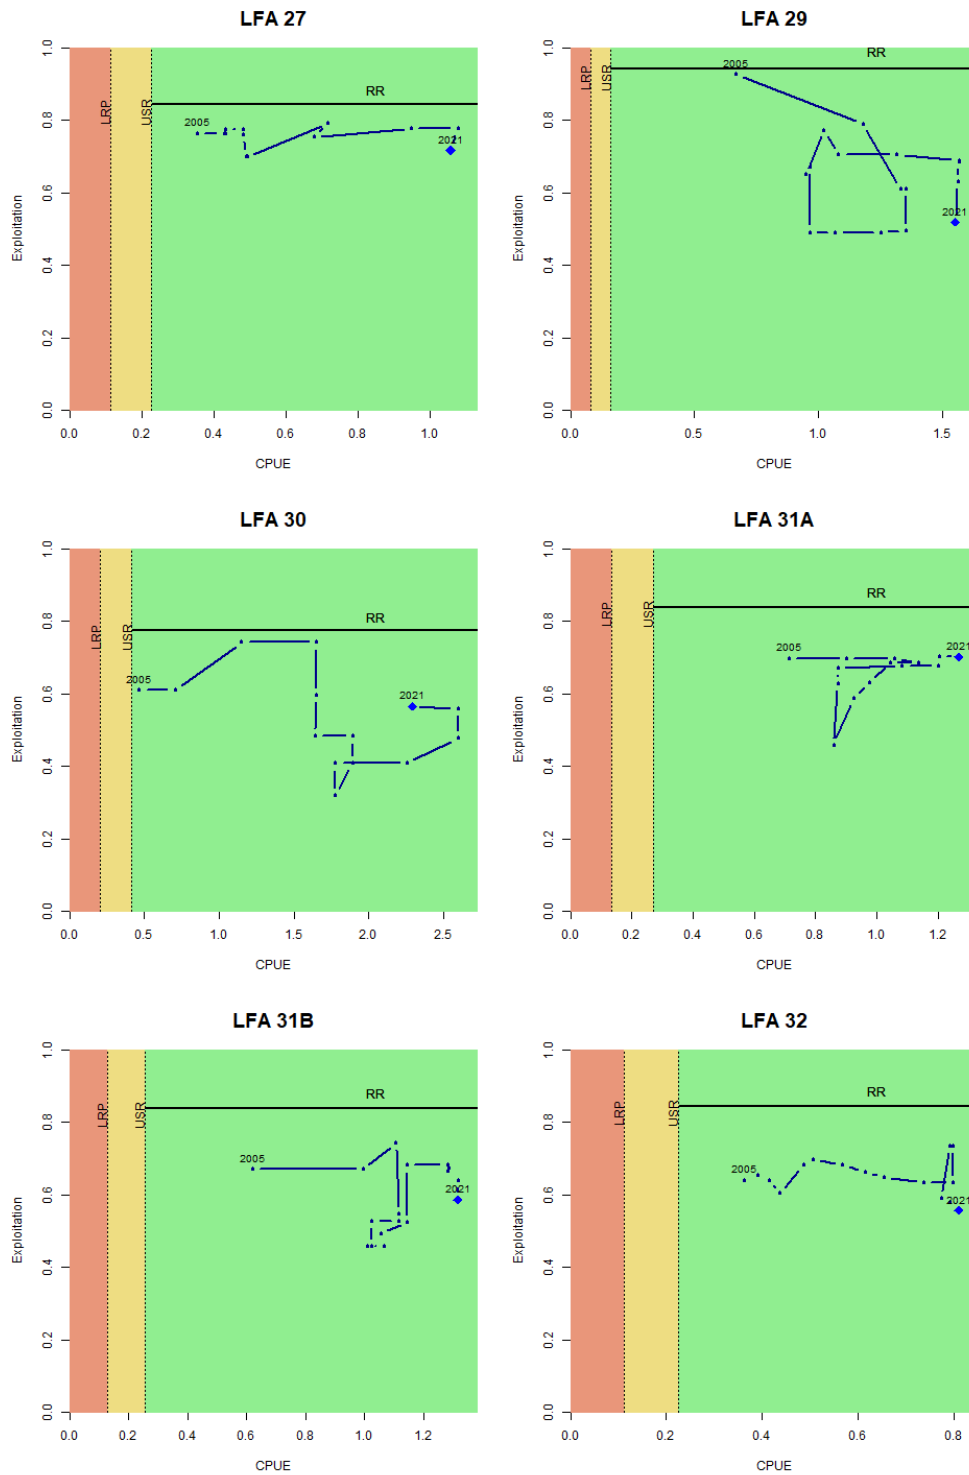 LFA 27
1.0
0.8
0.6
0.4
0.2
0.0
Exploitation
LRP
USR
RR
2005
2021
0.0 0.2 0.4 0.6 0.8 1.0
CPUE
LFA 29
1.0
0.8
0.6
0.4
0.2
0.0
Exploitation
LRP
USR
RR
2005
2021
0.0 0.5 1.0 1.5
CPUE
LFA 30
1.0
0.8
0.6
0.4
0.2
0.0
Exploitation
LRP
USR
RR
2005
2021
0.0 0.5 1.0 1.5 2.0 2.5
CPUE
LFA 31A
1.0
0.8
0.6
0.4
0.2
0.0
Exploitation
LRP
USR
RR
2005
2021
0.0 0.2 0.4 0.6 0.8 1.0 1.2
CPUE
LFA 31B
1.0
0.8
0.6
0.4
0.2
0.0
Exploitation
LRP
USR
RR
2005
2021
0.0 0.2 0.4 0.6 0.8 1.0 1.2
CPUE
LFA 32
1.0
0.8
0.6
0.4
0.2
0.0
Exploitation
LRP
USR
RR
2005
2021
0.0 0.2 0.4 0.6 0.8
CPUE